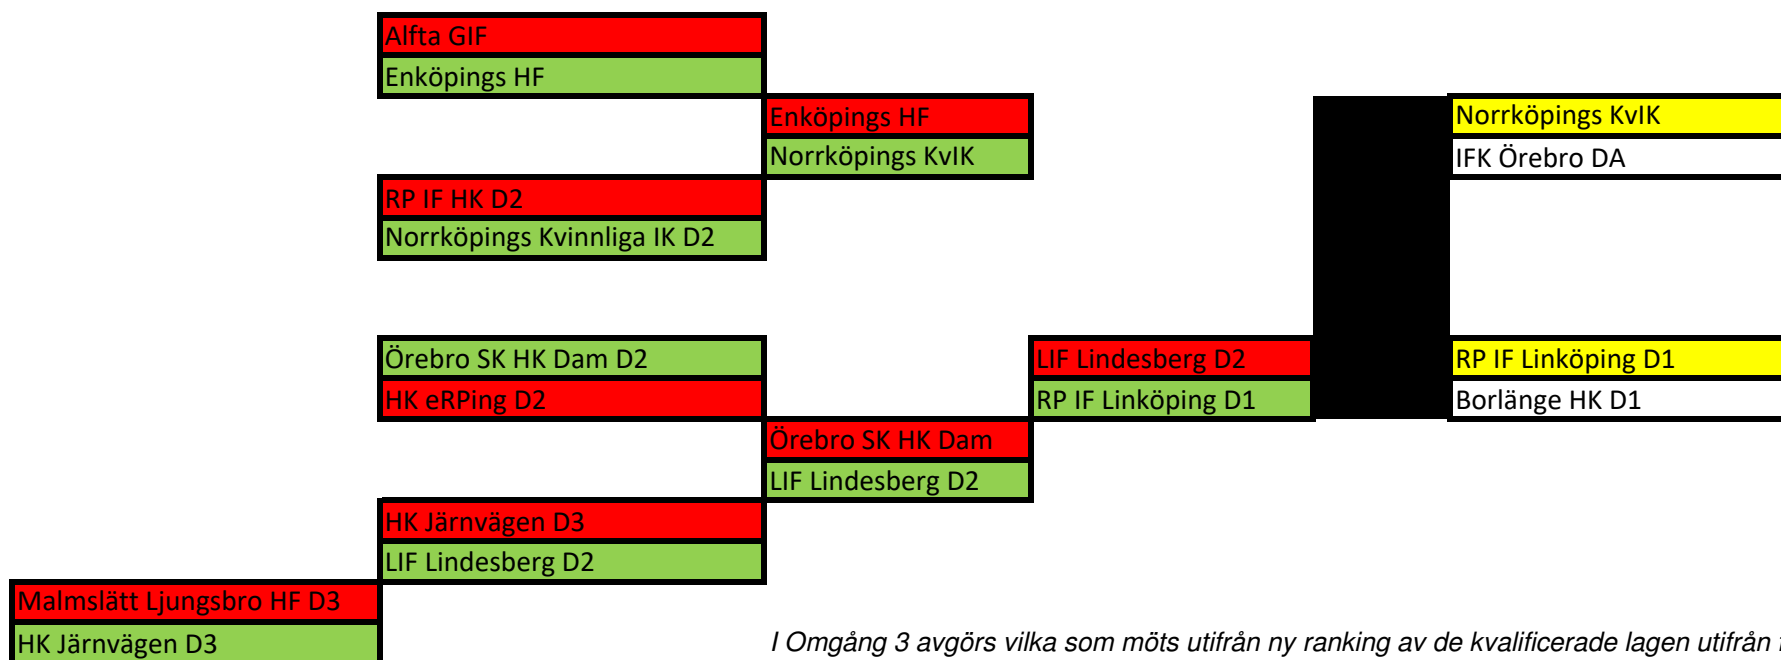 Alfta GIF
Enköpings HF
Enköpings HF
Norrköpings KvIK
Norrköpings KvIK
IFK Örebro DA
RP IF HK D2
Norrköpings Kvinnliga IK D2
Örebro SK HK Dam D2
HK eRPing D2
LIF Lindesberg D2
RP IF Linköping D1
RP IF Linköping D1
Borlänge HK D1
Örebro SK HK Dam
LIF Lindesberg D2
HK Järnvägen D3
LIF Lindesberg D2
Malmslätt Ljungsbro HF D3
HK Järnvägen D3
I Omgång 3 avgörs vilka som möts utifrån ny ranking av de kvalificerade lagen utifrån